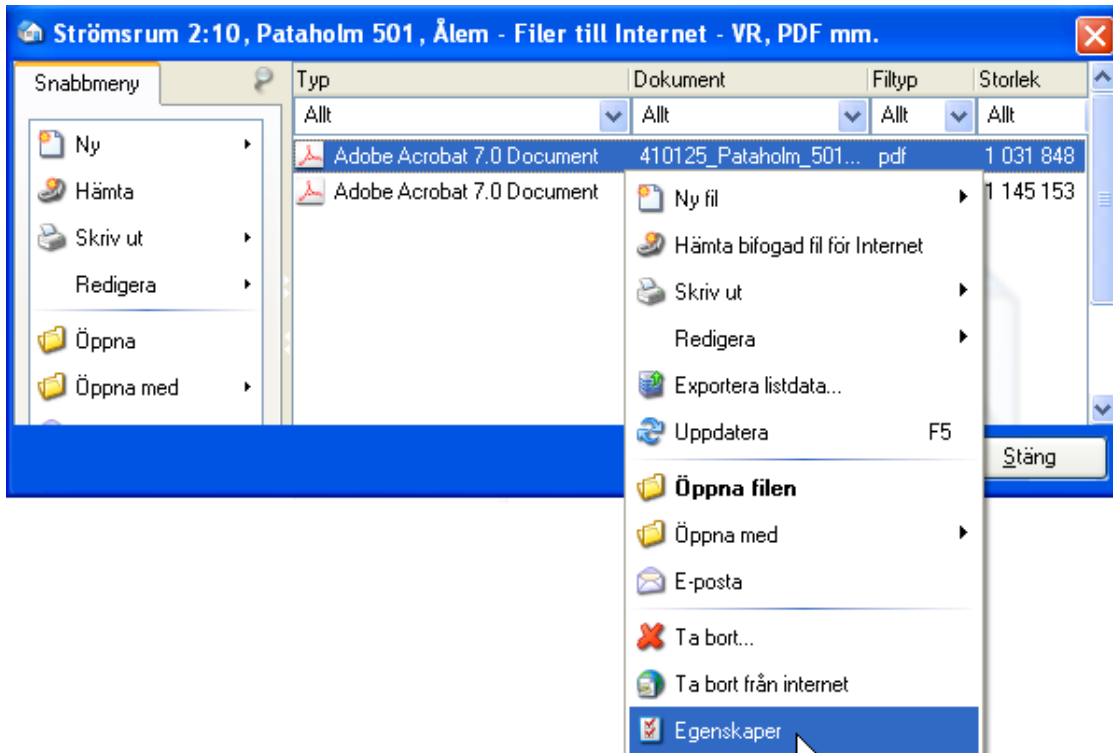 Strömsrum 2:10, Pataholm 501, Ålem - Filer till Internet - VR, PDF mm.
Snabbmeny
Ny
Hämta
Skriv ut
Redigera
Öppna
Öppna med
Typ Dokument Filtyp Storlek
Allt Allt Allt Allt
Adobe Acrobat 7.0 Document 410125_Pataholm_501... pdf 1 031 848
Adobe Acrobat 7.0 Document 1 145 153
Ny fil
Hämta bifogad fil för Internet
Skriv ut
Redigera
Exportera listdata...
Uppdatera F5
Öppna filen
Öppna med
E-posta
Ta bort...
Ta bort från internet
Egenskaper
Stäng